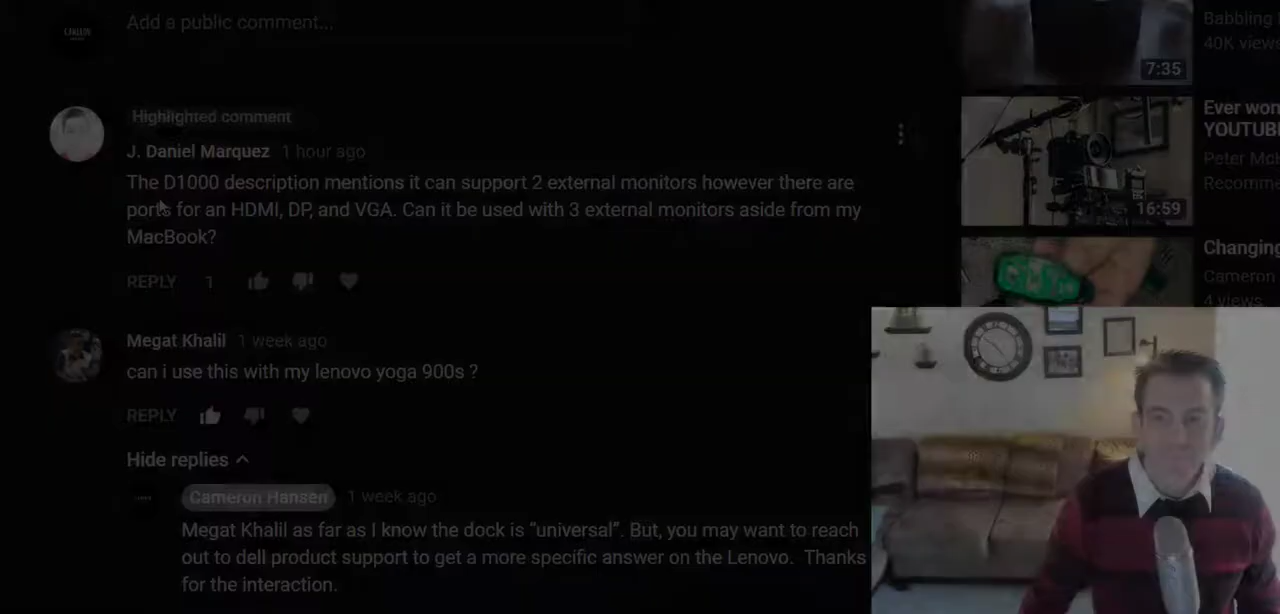 Add a public comment...
Highlighted comment
J. Daniel Marquez 1 hour ago
The D1000 description mentions it can support 2 external monitors however there are
ports for an HDMI, DP, and VGA. Can it be used with 3 external monitors aside from my
MacBook?
REPLY 1
Megat Khalil 1 week ago
can i use this with my lenovo yoga 900s ?
REPLY
Hide replies
Cameron Hansen 1 week ago
Megat Khalil as far as I know the dock is "universal". But, you may want to reach
out to dell product support to get a more specific answer on the Lenovo. Thanks
for the interaction.
Babbling
40K views
7:35
Ever won
YOUTUB
Peter
Recomm
16:59
Changing
Cameron
4 views